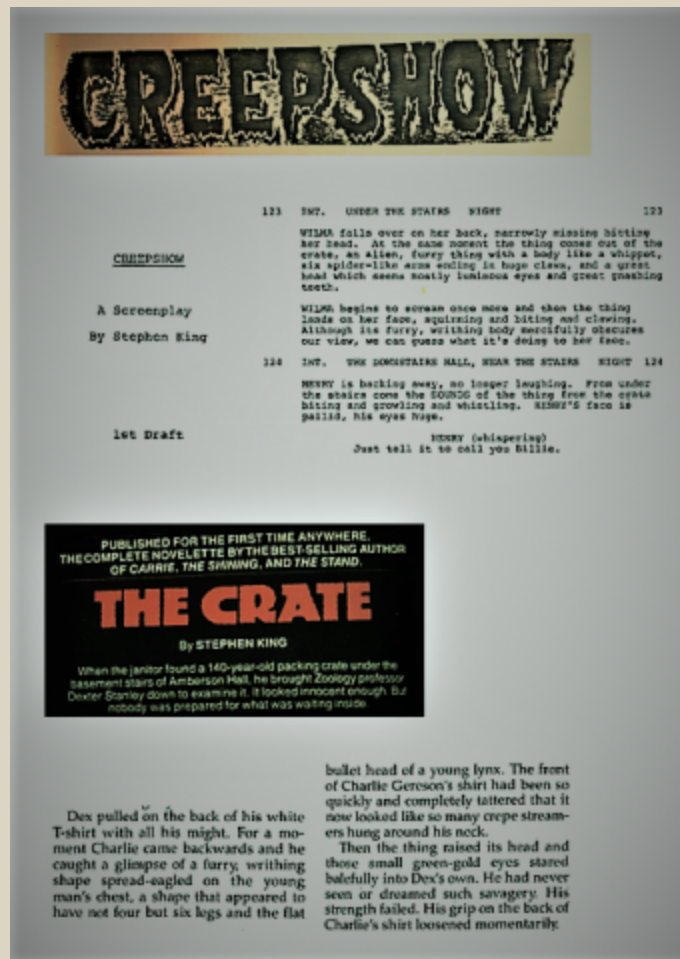 CREEPSHOW
CREEPSHOW
A Screenplay
By Stephen King
1st Draft
123 INT. UNDER THE STAIRS NIGHT 123
WILMA falls over on her back, narrowly missing hitting
her head. At the same moment the thing comes out of the
crate, an alien, furry thing with a body like a whippet,
six spider-like arms ending in huge claws, and a great
head which seems mostly luminous eyes and great gnashing
teeth.
WILMA begins to scream once more and then the thing
lands on her face, squirming and biting and clawing.
Although its furry, writhing body mercifully obscures
our view, we can guess what it's doing to her face.
124 INT. THE DOWNSTAIRS HALL, NEAR THE STAIRS NIGHT 124
HENRY is backing away, no longer laughing. From under
the stairs come the SOUNDS of the thing from the crate
biting and growling and whistling. HENRY'S face is
pallid, his eyes huge.
HENRY (whispering)
Just tell it to call you Billie.
PUBLISHED FOR THE FIRST TIME ANYWHERE.
THE COMPLETE NOVELETTE BY THE BEST-SELLING AUTHOR
OF CARRIE, THE SHINING, AND THE STAND.
THE CRATE
By STEPHEN KING
When the janitor found a 140-year-old packing crate under the
basement stairs of Amberson Hall, he brought Zoology professor
Dexter Stanley down to examine it. It looked innocent enough. But
nobody was prepared for what was waiting inside.
Dex pulled on the back of his white
T-shirt with all his might. For a mo-
ment Charlie came backwards and he
caught a glimpse of a furry, writhing
shape spread-eagled on the young
man's chest, a shape that appeared to
have not four but six legs and the flat
bullet head of a young lynx. The front
of Charlie Gereson's shirt had been so
quickly and completely tattered that it
now looked like so many crepe stream-
ers hung around his neck.
Then the thing raised its head and
those small green-gold eyes stared
balefully into Dex's own. He had never
seen or dreamed such savagery. His
strength failed. His grip on the back of
Charlie's shirt loosened momentarily.